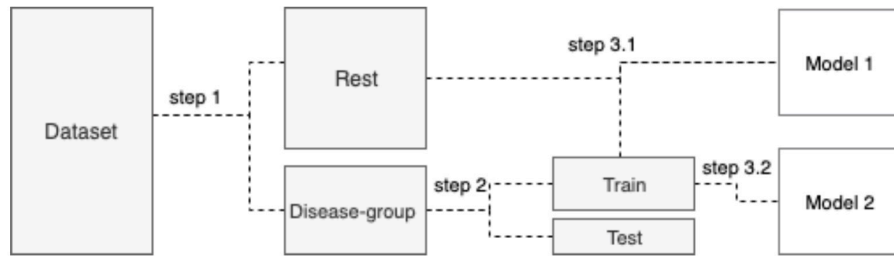 Dataset
step 1
Rest
Disease-group
step 2
step 3.1
Train
Test
step 3.2
Model 1
Model 2